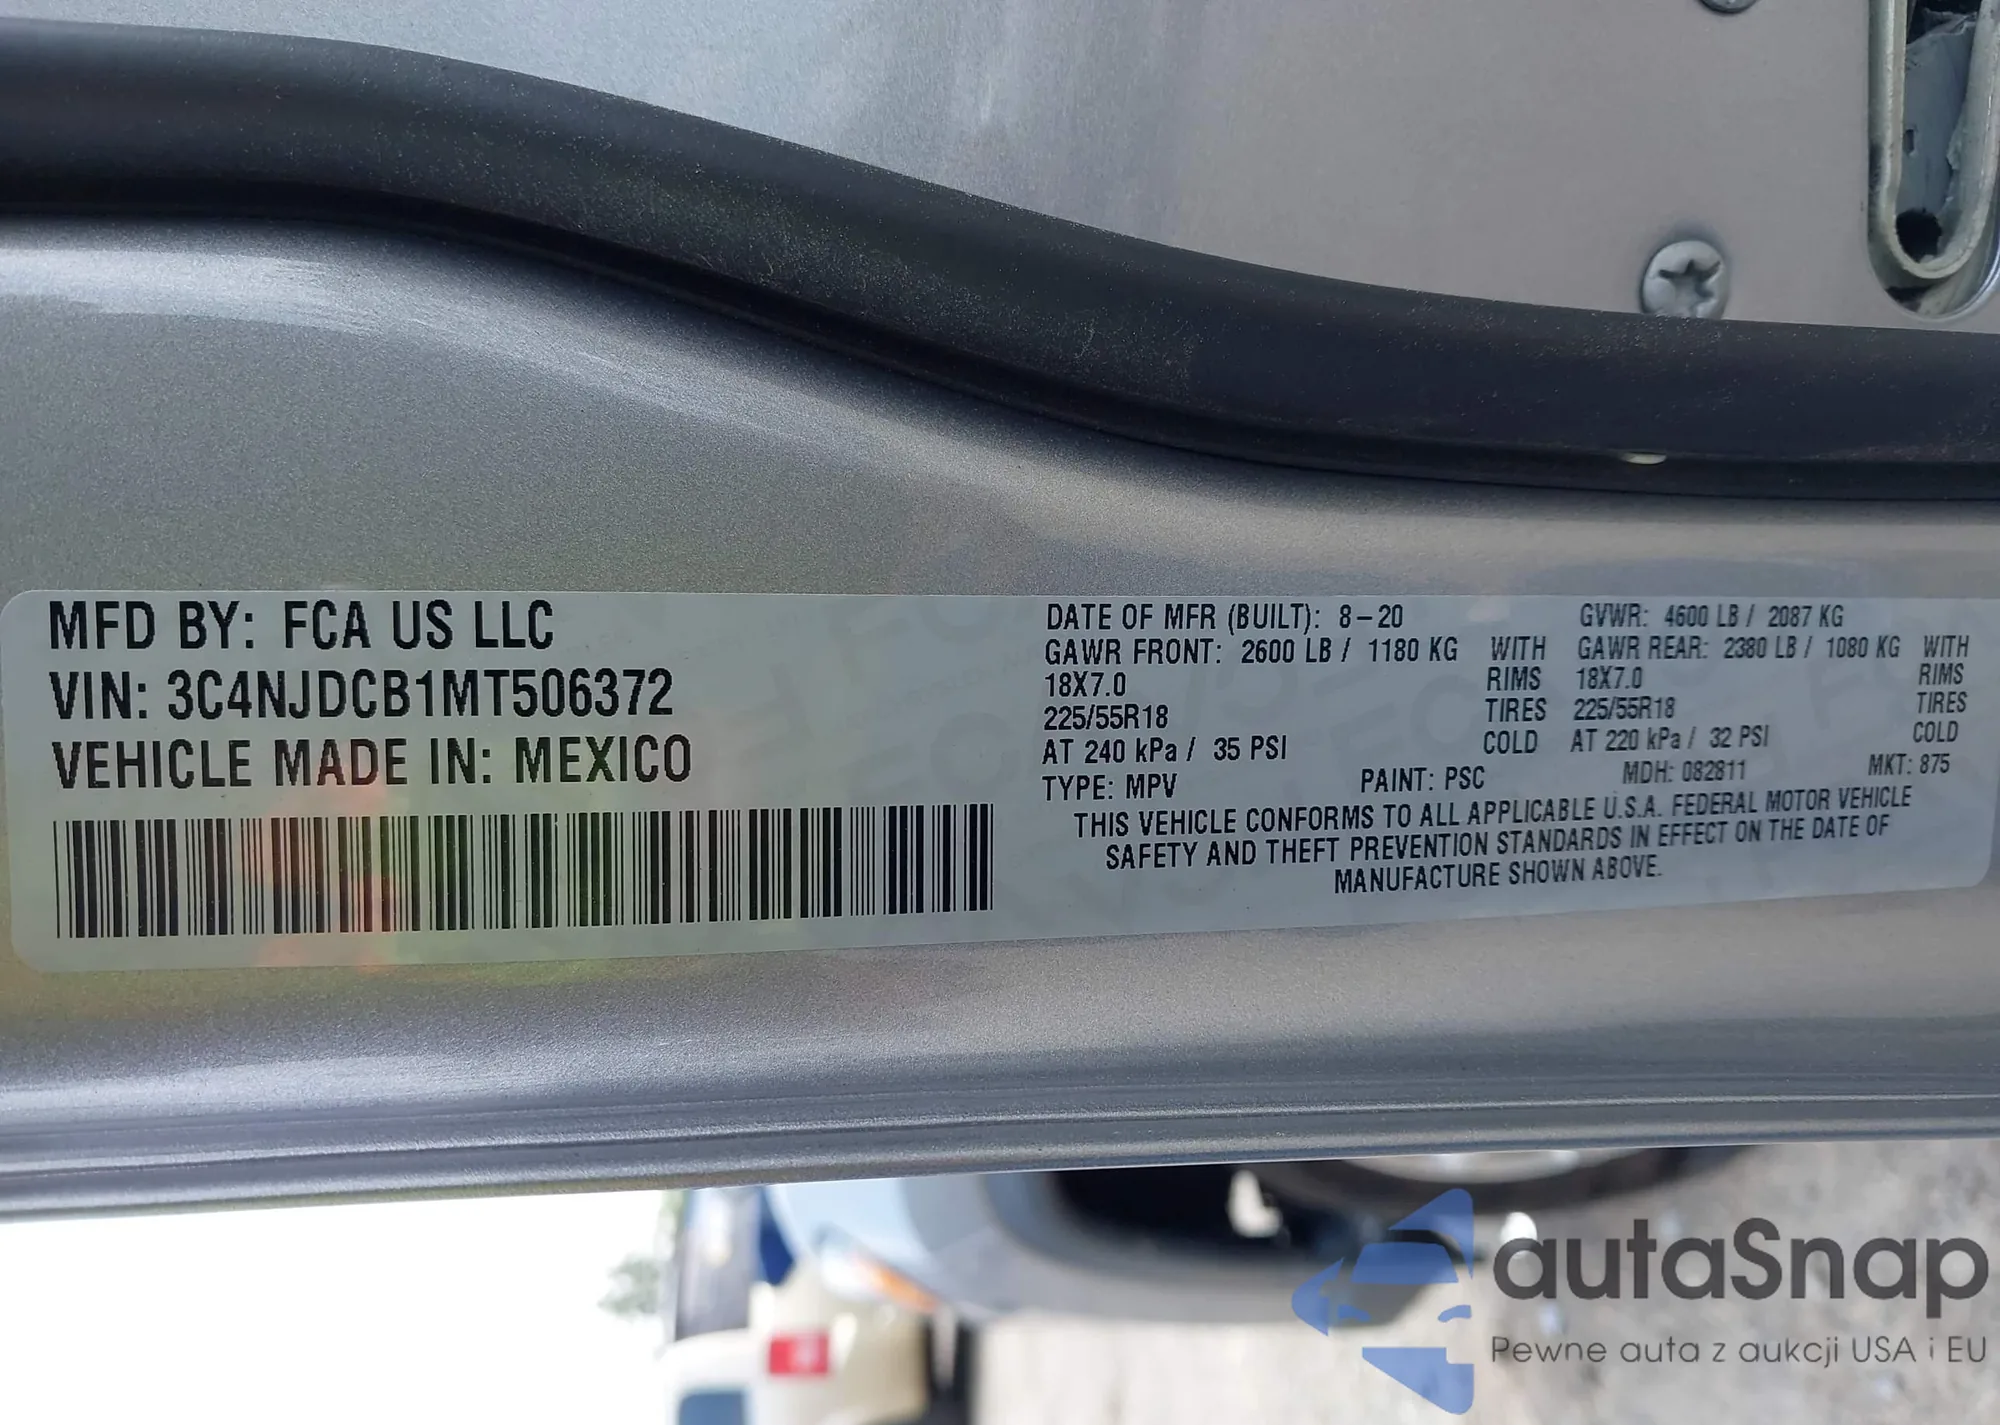 MFD BY: FCA US LLC
VIN: 3C4NJDCB1MT506372
VEHICLE MADE IN: MEXICO
DATE OF MFR (BUILT): 8-20 GVWR: 4600 LB / 2087 KG
GAWR FRONT: 2600 LB / 1180 KG WITH GAWR REAR: 2380 LB / 1080 KG WITH
18X7.0 RIMS 18X7.0 RIMS
225/55R18 TIRES 225/55R18 TIRES
AT 240 kPa / 35 PSI COLD AT 220 kPa / 32 PSI COLD
TYPE: MPV PAINT: PSC MDH: 082811 MKT: 875
THIS VEHICLE CONFORMS TO ALL APPLICABLE U.S.A. FEDERAL MOTOR VEHICLE
SAFETY AND THEFT PREVENTION STANDARDS IN EFFECT ON THE DATE OF
MANUFACTURE SHOWN ABOVE.
autaSnap
Pewne auta z aukcji USA i EU